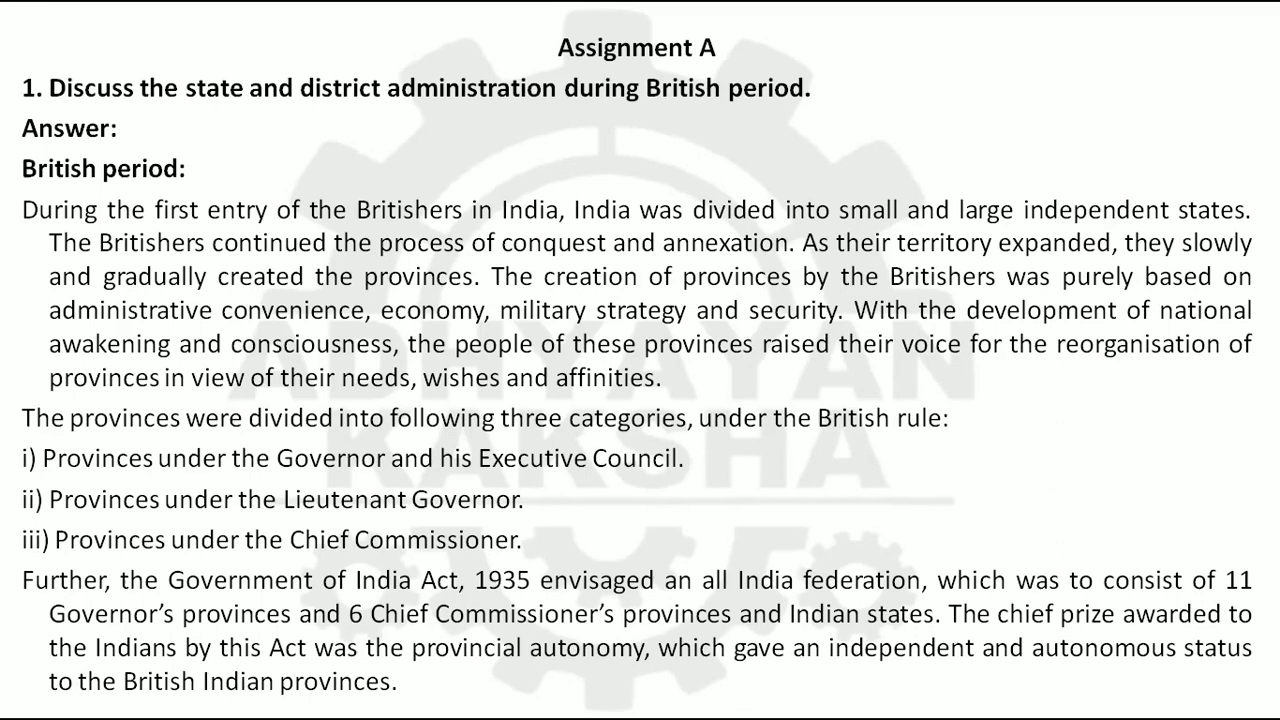 Assignment A
1. Discuss the state and district administration during British period.
Answer:
British period:
During the first entry of the Britishers in India, India was divided into small and large independent states.
The Britishers continued the process of conquest and annexation. As their territory expanded, they slowly
and gradually created the provinces. The creation of provinces by the Britishers was purely based on
administrative convenience, economy, military strategy and security. With the development of national
awakening and consciousness, the people of these provinces raised their voice for the reorganisation of
provinces in view of their needs, wishes and affinities.
The provinces were divided into following three categories, under the British rule:
i) Provinces under the Governor and his Executive Council.
ii) Provinces under the Lieutenant Governor.
iii) Provinces under the Chief Commissioner.
Further, the Government of India Act, 1935 envisaged an all India federation, which was to consist of 11
Governor’s provinces and 6 Chief Commissioner’s provinces and Indian states. The chief prize awarded to
the Indians by this Act was the provincial autonomy, which gave an independent and autonomous status
to the British Indian provinces.
ADHYAYAN
KAKSHA